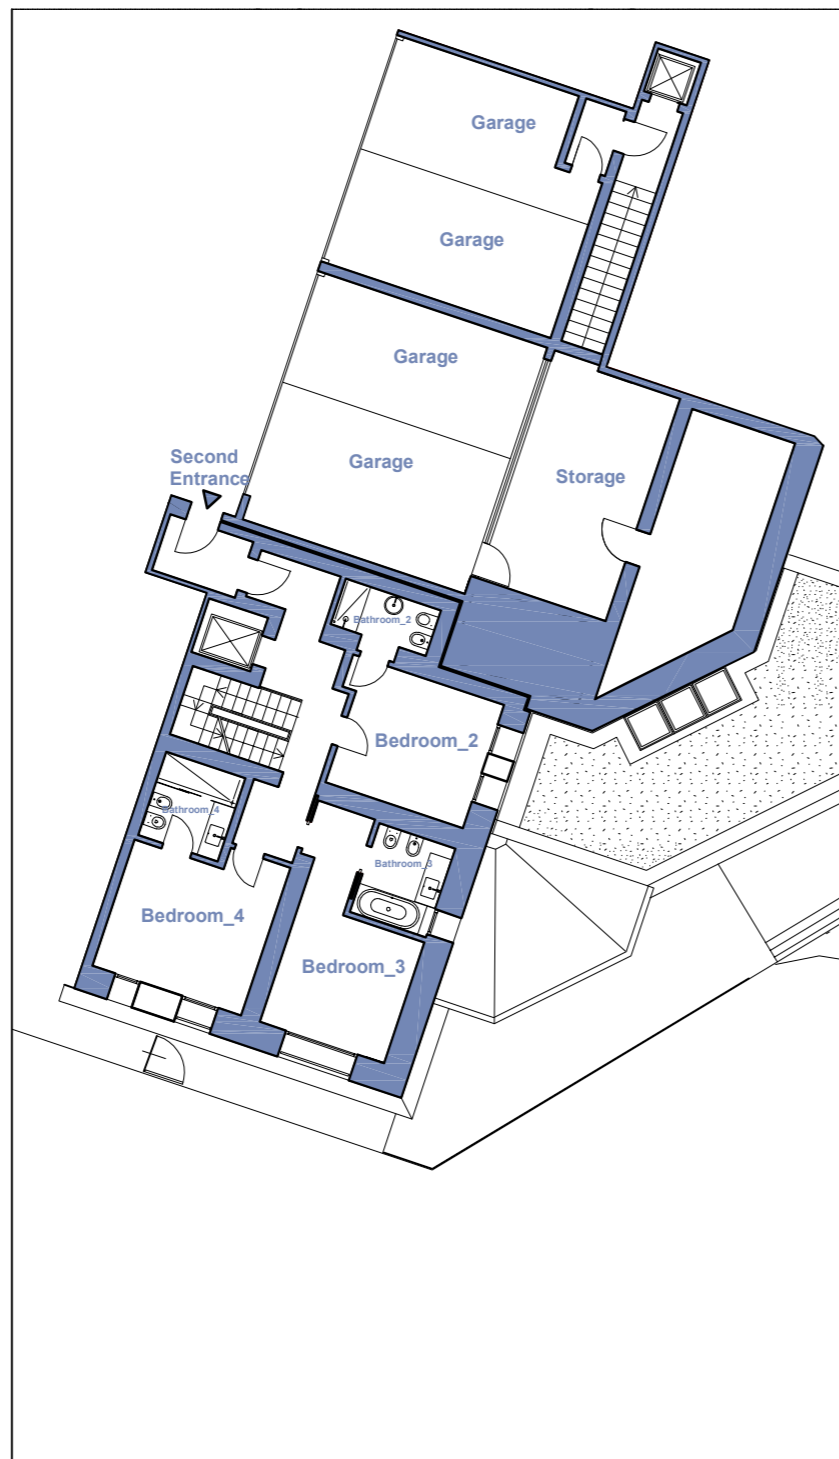 Garage
Garage
Garage
Second
Entrance
Garage
Storage
Bathroom_2
Bedroom_2
Bathroom_4
Bathroom_3
Bedroom_4
Bedroom_3